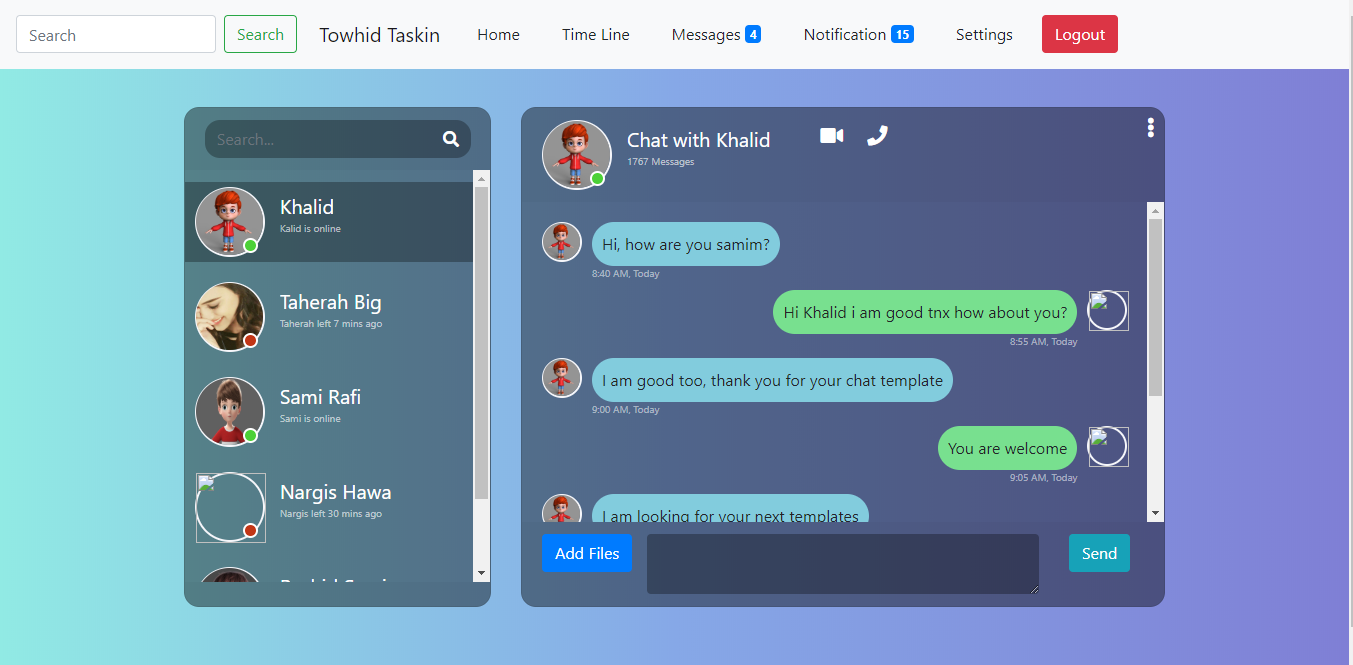 Search
Search
Towhid Taskin
Home
Time Line
Messages 4
Notification 15
Settings
Logout
Search...
Khalid
Kalid is online
Taherah Big
Taherah left 7 mins ago
Sami Rafi
Sami is online
Nargis Hawa
Nargis left 30 mins ago
Chat with Khalid
1767 Messages
Hi, how are you samim?
8:40 AM, Today
Hi Khalid i am good tnx how about you?
8:55 AM, Today
I am good too, thank you for your chat template
9:00 AM, Today
You are welcome
9:05 AM, Today
I am looking for your next templates
Add Files
Send